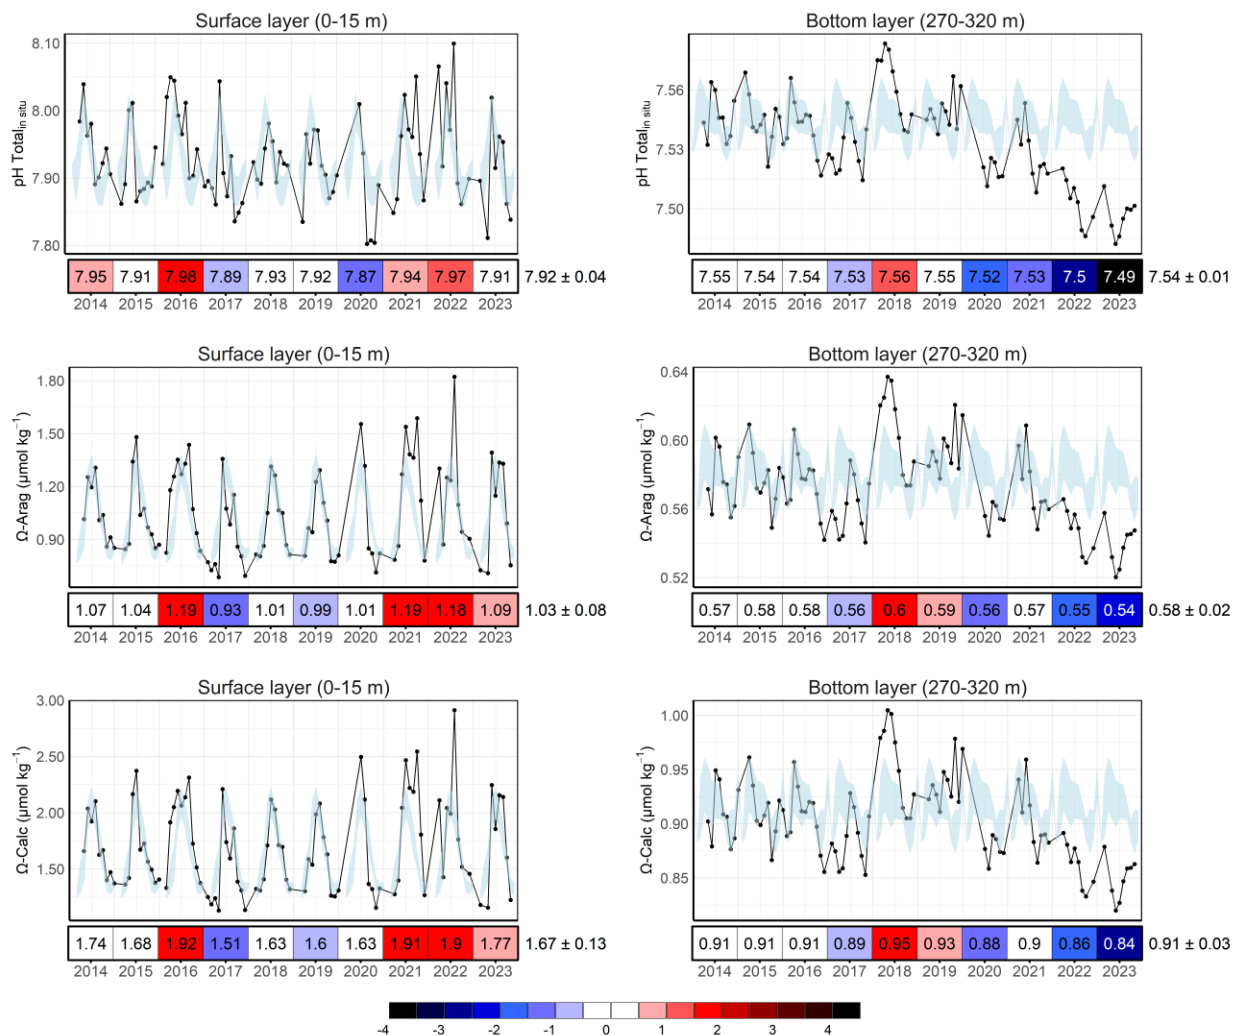 Surface layer (0-15 m)
8.10
8.00
7.90
7.80
pH Total in situ
7.95 7.91 7.98 7.89 7.93 7.92 7.87 7.94 7.97 7.91 7.92 ± 0.04
2014 2015 2016 2017 2018 2019 2020 2021 2022 2023
Bottom layer (270-320 m)
7.56
7.53
7.50
pH Total in situ
7.55 7.54 7.54 7.53 7.56 7.55 7.52 7.53 7.5 7.49 7.54 ± 0.01
2014 2015 2016 2017 2018 2019 2020 2021 2022 2023
Surface layer (0-15 m)
1.80
1.50
1.20
0.90
Ω-Arag (µmol kg⁻¹)
1.07 1.04 1.19 0.93 1.01 0.99 1.01 1.19 1.18 1.09 1.03 ± 0.08
2014 2015 2016 2017 2018 2019 2020 2021 2022 2023
Bottom layer (270-320 m)
0.64
0.60
0.56
0.52
Ω-Arag (µmol kg⁻¹)
0.57 0.58 0.58 0.56 0.6 0.59 0.56 0.57 0.55 0.54 0.58 ± 0.02
2014 2015 2016 2017 2018 2019 2020 2021 2022 2023
Surface layer (0-15 m)
3.00
2.50
2.00
1.50
Ω-Calc (µmol kg⁻¹)
1.74 1.68 1.92 1.51 1.63 1.6 1.63 1.91 1.9 1.77 1.67 ± 0.13
2014 2015 2016 2017 2018 2019 2020 2021 2022 2023
Bottom layer (270-320 m)
1.00
0.95
0.90
0.85
Ω-Calc (µmol kg⁻¹)
0.91 0.91 0.91 0.89 0.95 0.93 0.88 0.9 0.86 0.84 0.91 ± 0.03
2014 2015 2016 2017 2018 2019 2020 2021 2022 2023
-4 -3 -2 -1 0 1 2 3 4